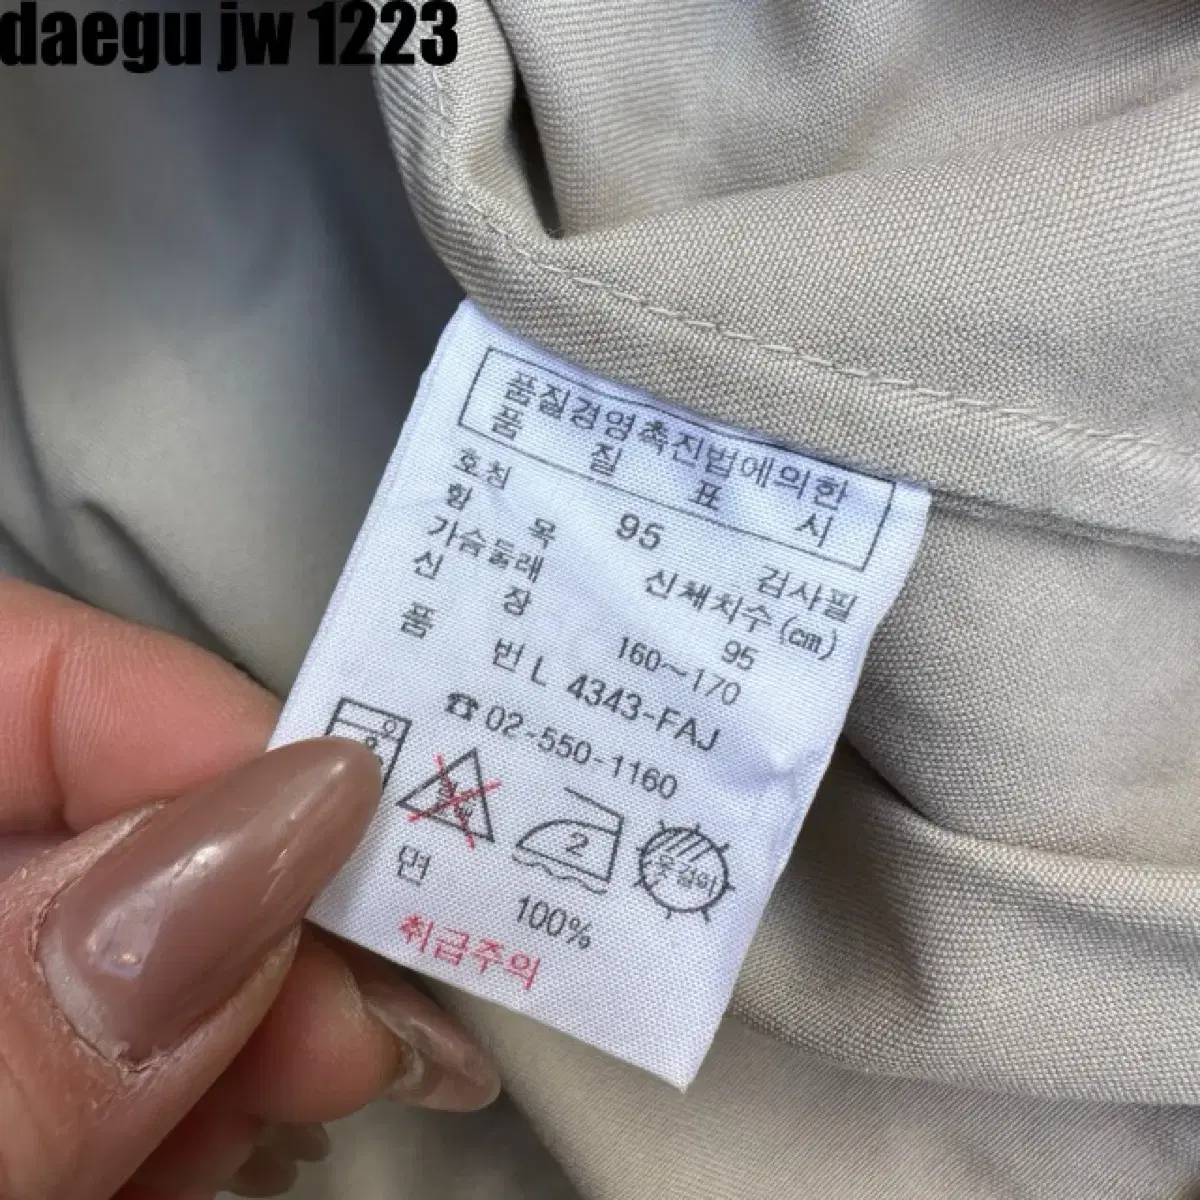 daegu jw 1223
품질경영촉진법에의한
품 질 표 시
호칭 95 검사필
항 목 신체치수(㎝)
가슴둘레 95
신 장 160~170
품 번 L 4343-FAJ
☎ 02-550-1160
2
면 100%
취급주의